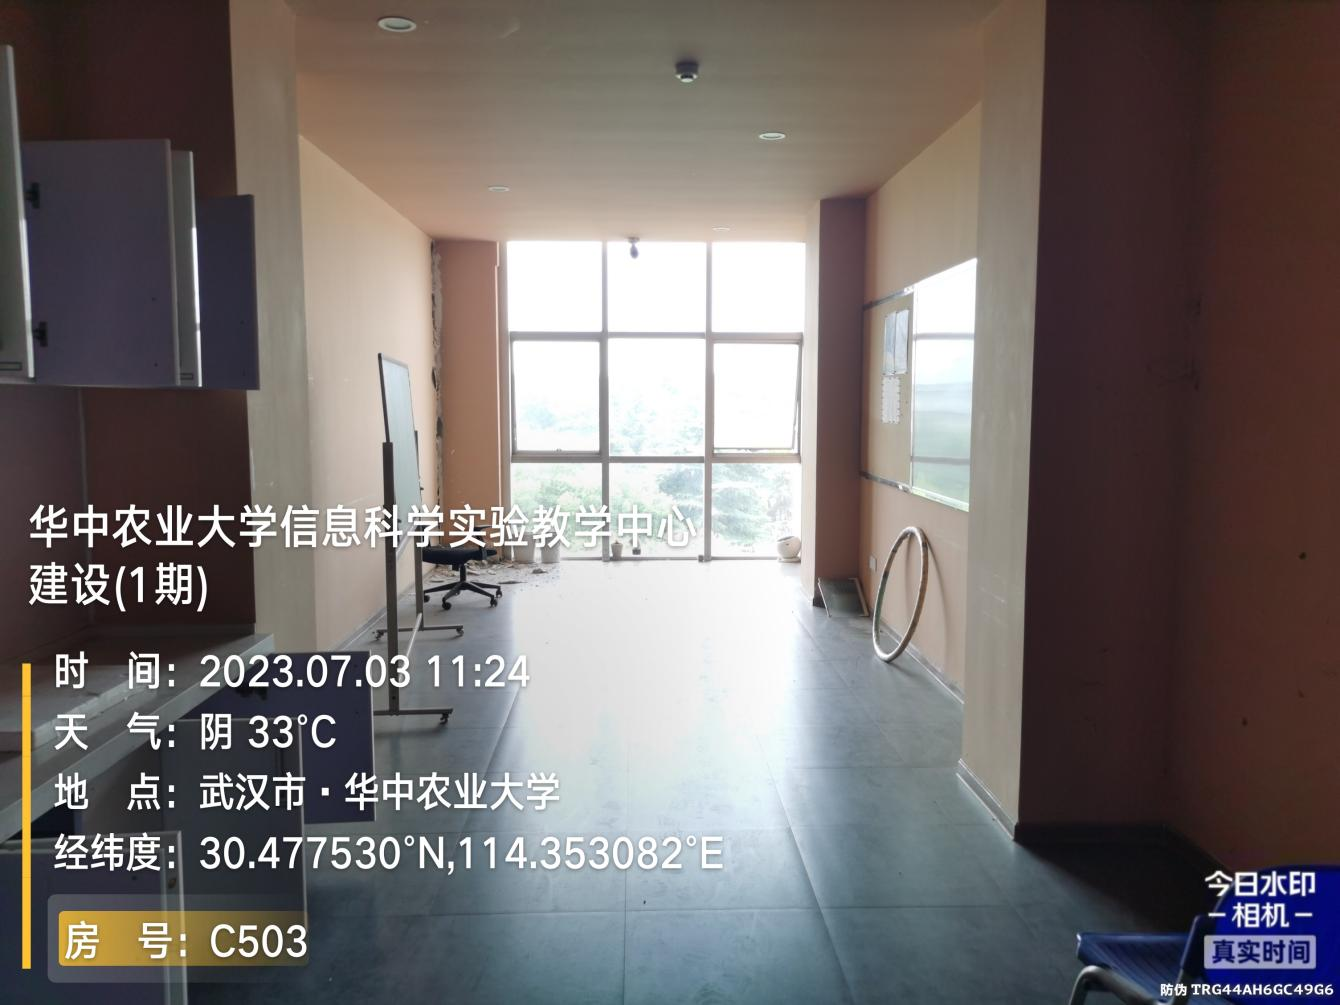 华中农业大学信息科学实验教学中心
建设(1期)
时 间：2023.07.03 11:24
天 气：阴 33℃
地 点：武汉市·华中农业大学
经纬度：30.477530°N,114.353082°E
房 号：C503
今日水印
-相机-
真实时间
防伪 TRG44AH6GC49G6